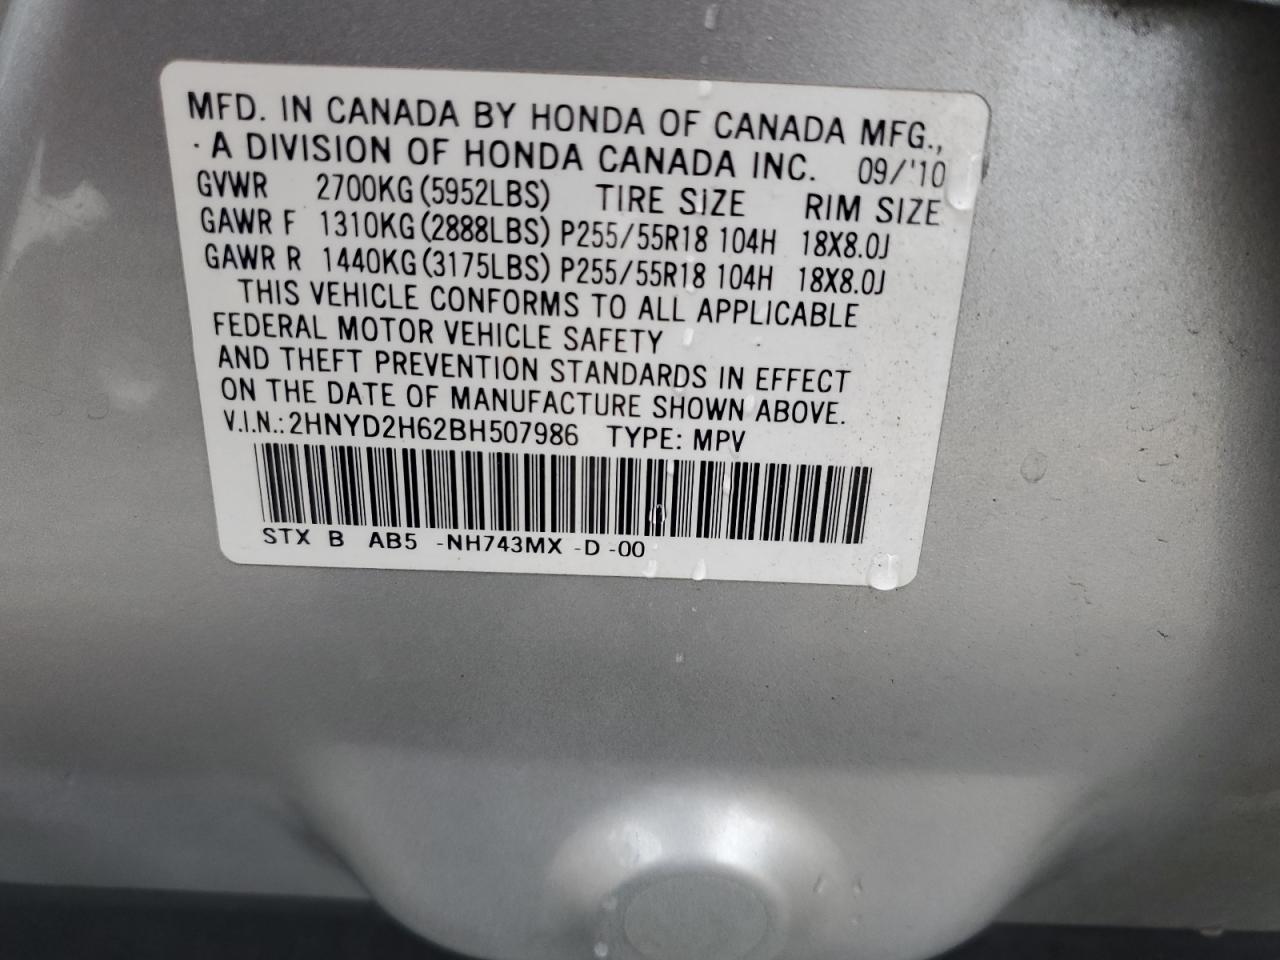 MFD. IN CANADA BY HONDA OF CANADA MFG.,
A DIVISION OF HONDA CANADA INC. 09/'10
GVWR 2700KG(5952LBS) TIRE SIZE RIM SIZE
GAWR F 1310KG(2888LBS) P255/55R18 104H 18X8.0J
GAWR R 1440KG(3175LBS) P255/55R18 104H 18X8.0J
THIS VEHICLE CONFORMS TO ALL APPLICABLE
FEDERAL MOTOR VEHICLE SAFETY
AND THEFT PREVENTION STANDARDS IN EFFECT
ON THE DATE OF MANUFACTURE SHOWN ABOVE.
V.I.N.:2HNYD2H62BH507986 TYPE: MPV
STX B AB5 -NH743MX -D -00